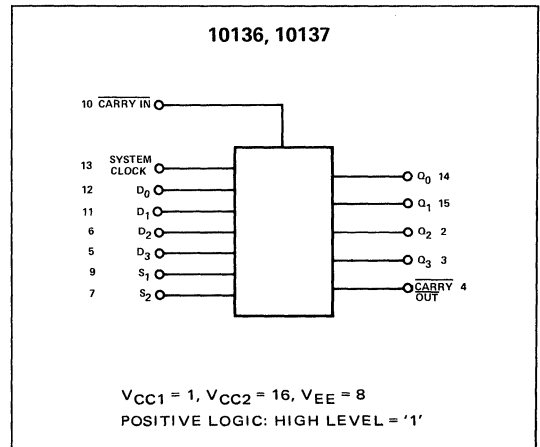 10136, 10137
10 CARRY IN
13 SYSTEM CLOCK
12 D0
11 D1
6 D2
5 D3
9 S1
7 S2
Q0 14
Q1 15
Q2 2
Q3 3
CARRY OUT 4
VCC1 = 1, VCC2 = 16, VEE = 8
POSITIVE LOGIC: HIGH LEVEL = '1'